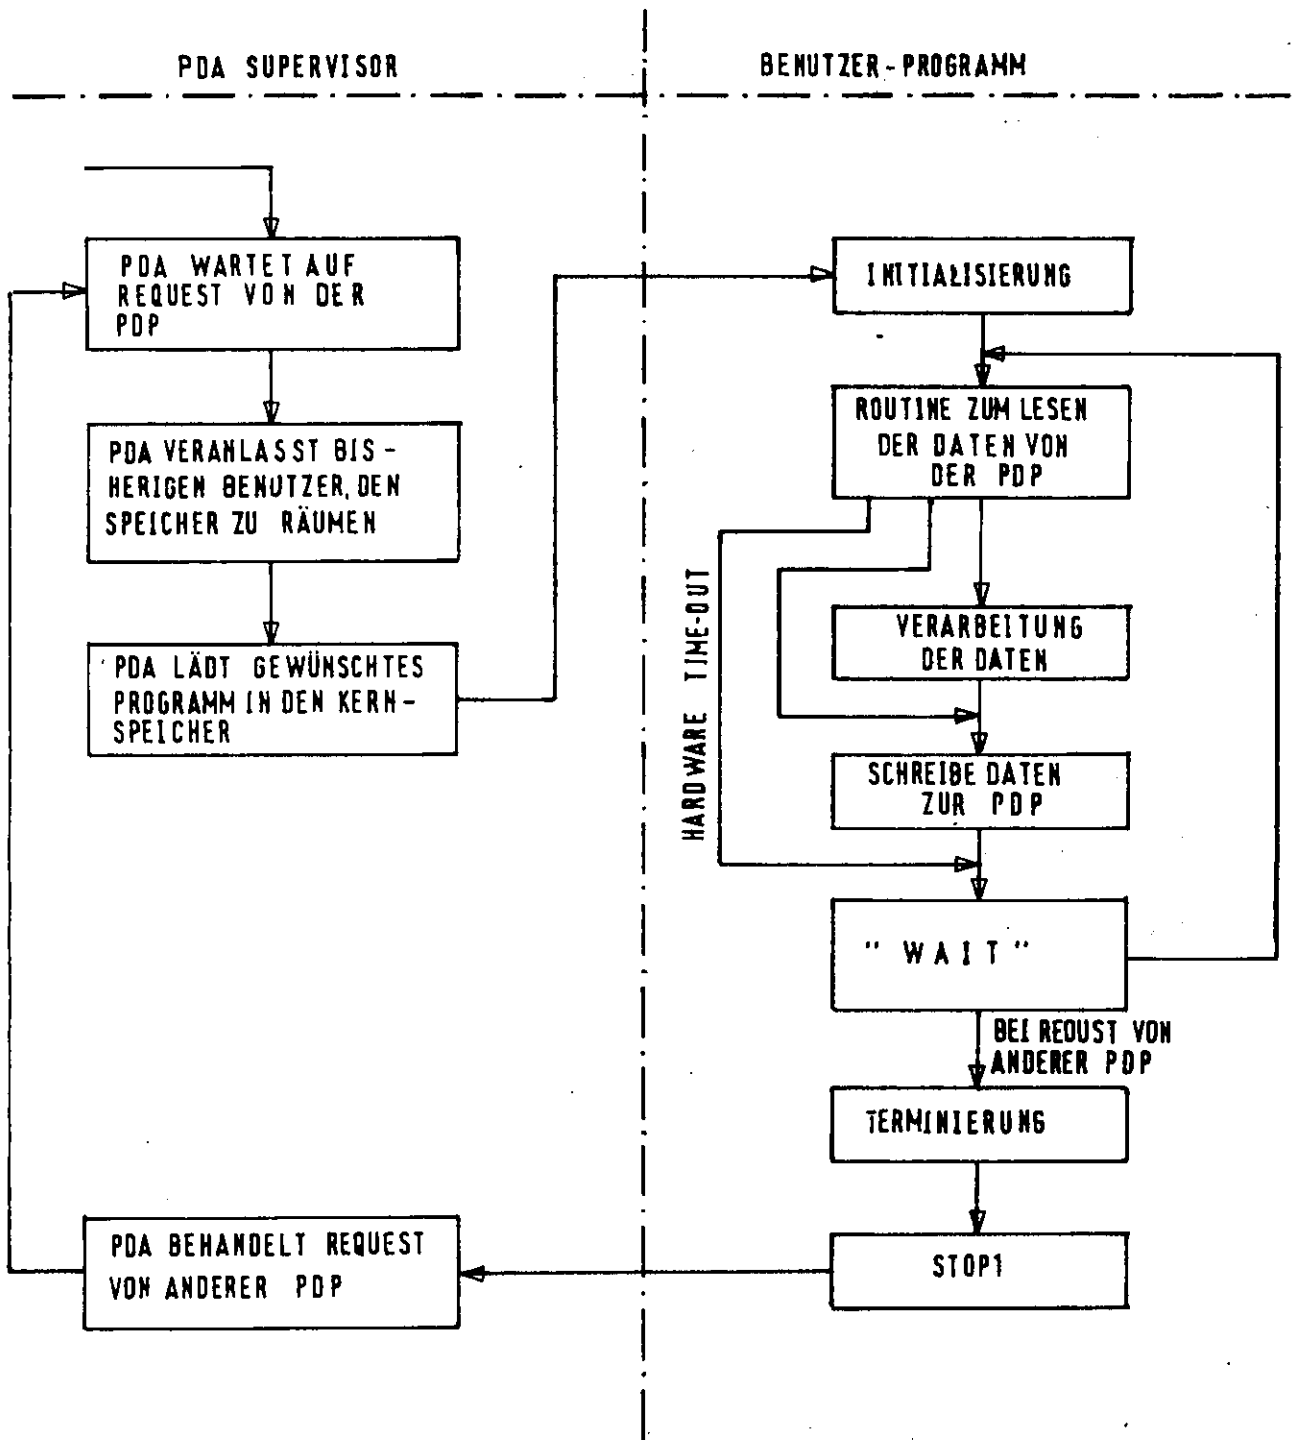 PDA SUPERVISOR
BENUTZER-PROGRAMM
PDA WARTET AUF
REQUEST VON DER
PDP
PDA VERANLASST BIS-
HERIGEN BENUTZER, DEN
SPEICHER ZU RÄUMEN
PDA LÄDT GEWÜNSCHTES
PROGRAMM IN DEN KERN-
SPEICHER
PDA BEHANDELT REQUEST
VON ANDERER PDP
INITIALISIERUNG
ROUTINE ZUM LESEN
DER DATEN VON
DER PDP
HARDWARE TIME-OUT
VERARBEITUNG
DER DATEN
SCHREIBE DATEN
ZUR PDP
"WAIT"
BEI REQUST VON
ANDERER PDP
TERMINIERUNG
STOP1